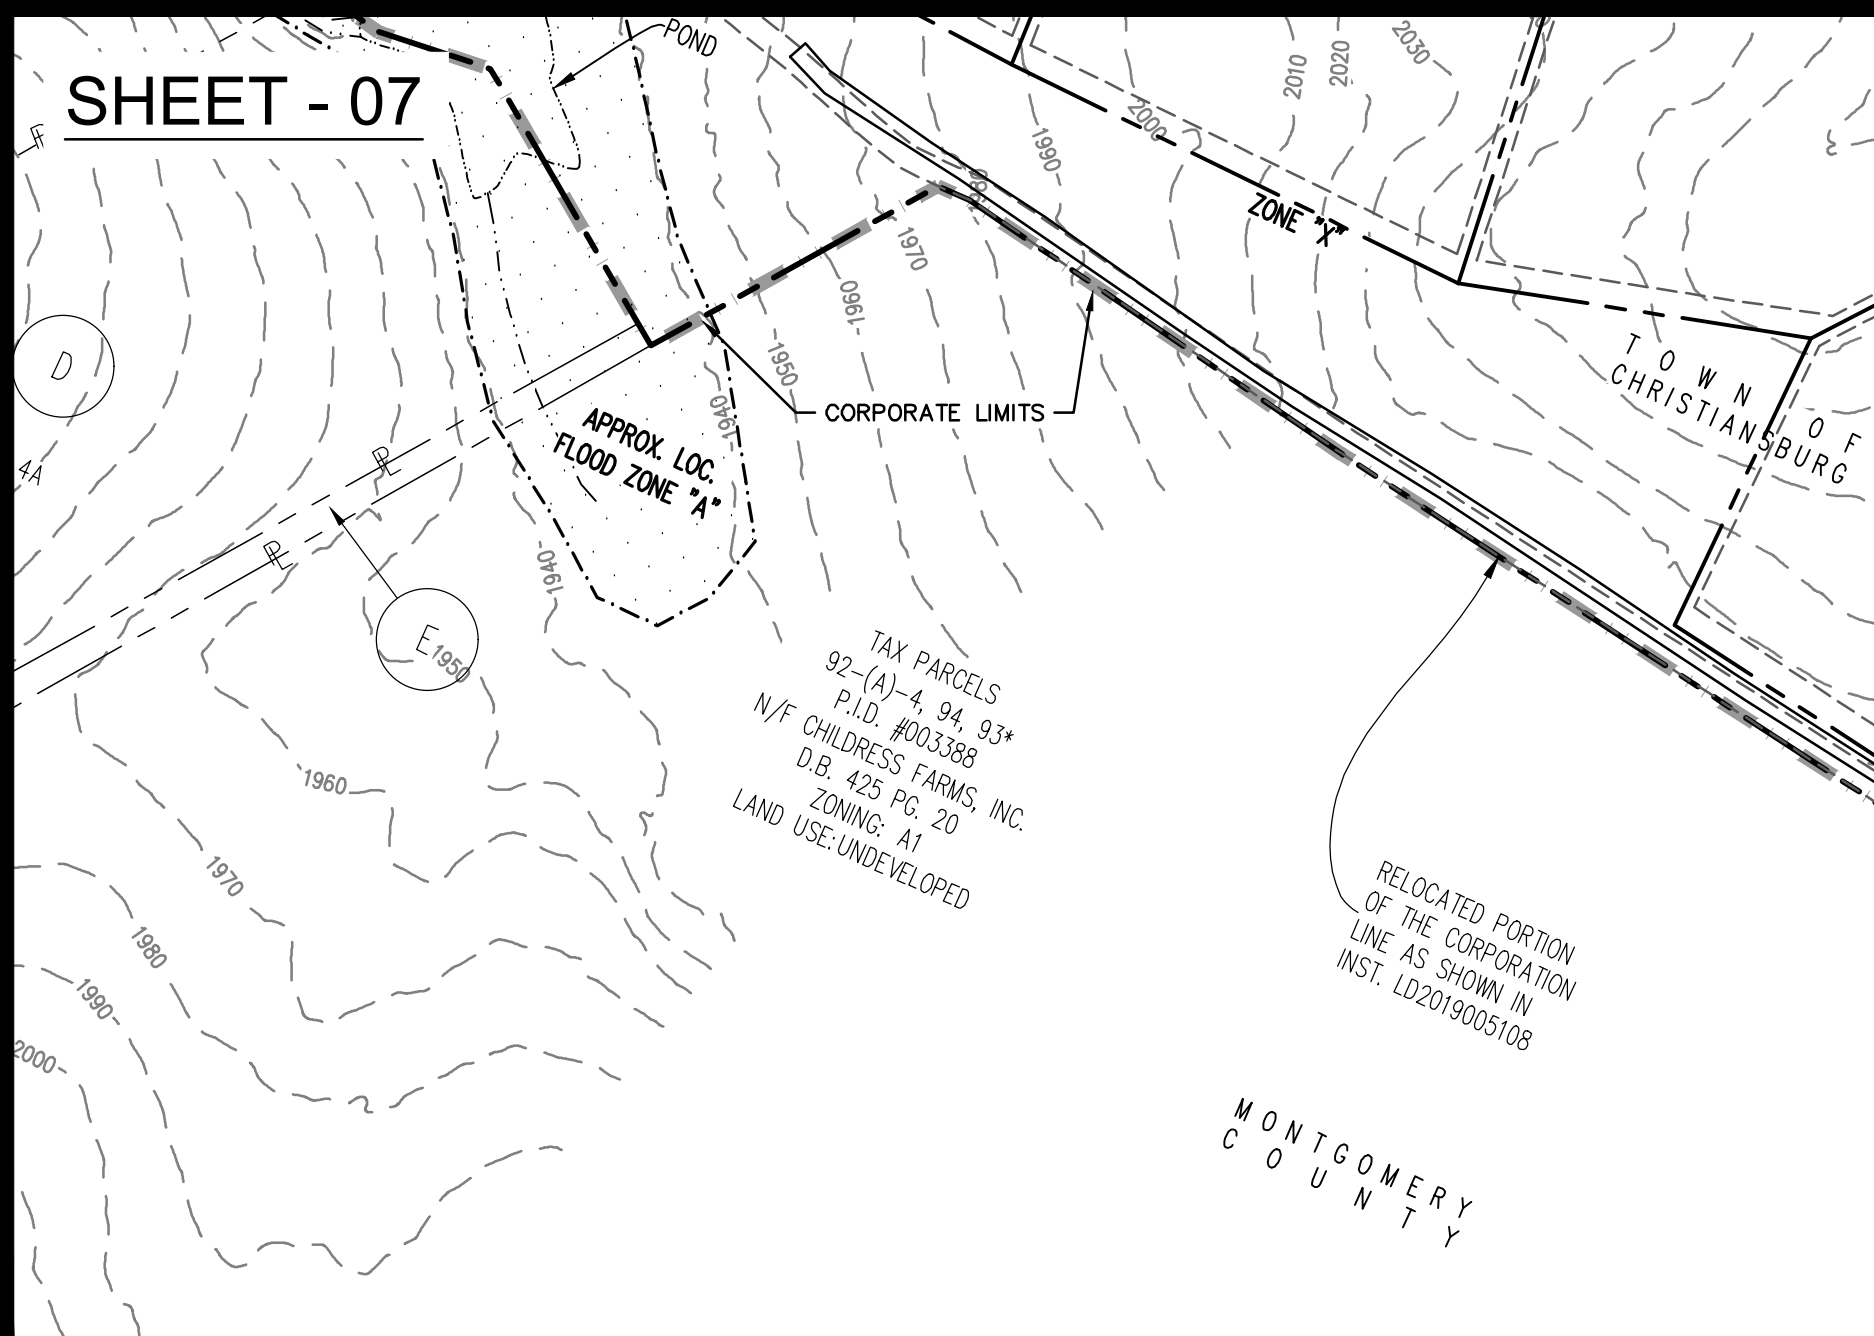 SHEET - 07
POND
2010
2020
2030
2000
1990
1980
1970
1960
1950
1940
1940
ZONE "X"
TOWN OF
CHRISTIANSBURG
D
4A
PL
PL
E
1950
APPROX. LOC.
FLOOD ZONE "A"
CORPORATE LIMITS
TAX PARCELS
92-(A)-4, 94, 93*
P.I.D. #003388
N/F CHILDRESS FARMS, INC.
D.B. 425 PG. 20
ZONING: A1
LAND USE: UNDEVELOPED
1960
1970
1980
1990
2000
RELOCATED PORTION
OF THE CORPORATION
LINE AS SHOWN IN
INST. LD2019005108
MONTGOMERY
COUNTY